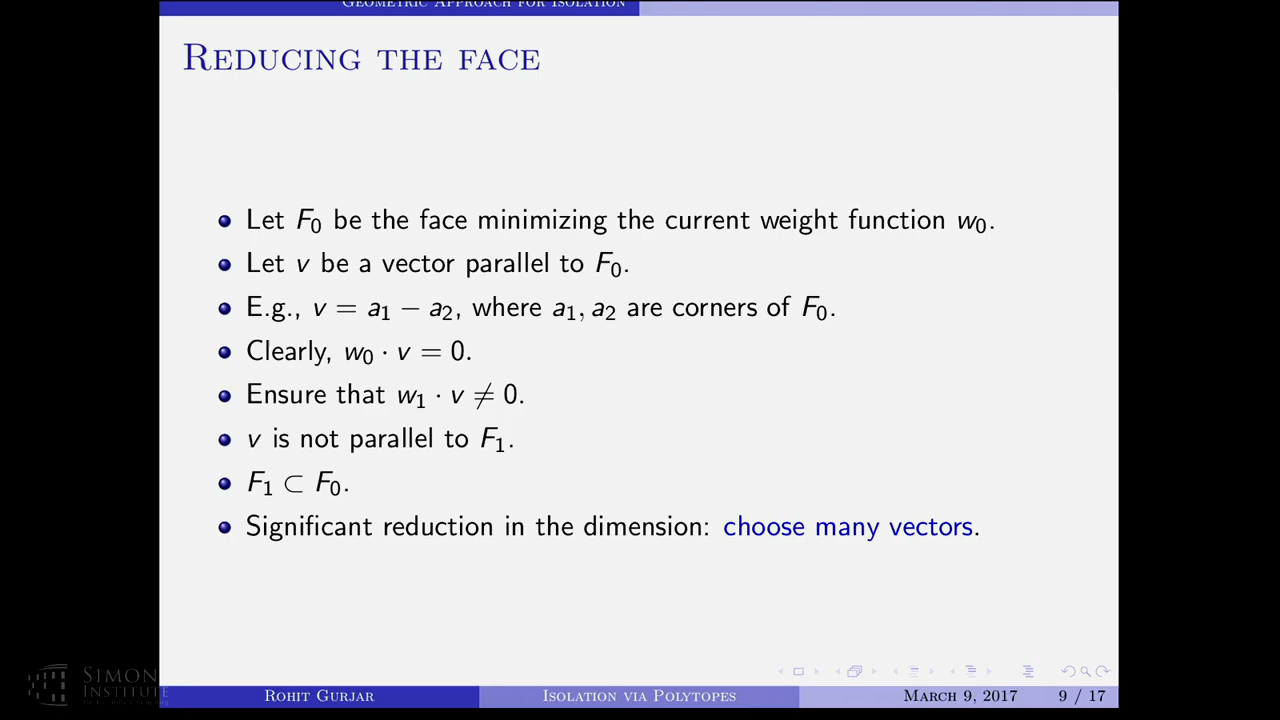 GEOMETRIC APPROACH FOR ISOLATION
REDUCING THE FACE
Let F₀ be the face minimizing the current weight function w₀.
Let v be a vector parallel to F₀.
E.g., v = a₁ − a₂, where a₁, a₂ are corners of F₀.
Clearly, w₀ · v = 0.
Ensure that w₁ · v ≠ 0.
v is not parallel to F₁.
F₁ ⊂ F₀.
Significant reduction in the dimension: choose many vectors.
SIMON
INSTITUTE
ROHIT GURJAR ISOLATION VIA POLYTOPES MARCH 9, 2017 9 / 17